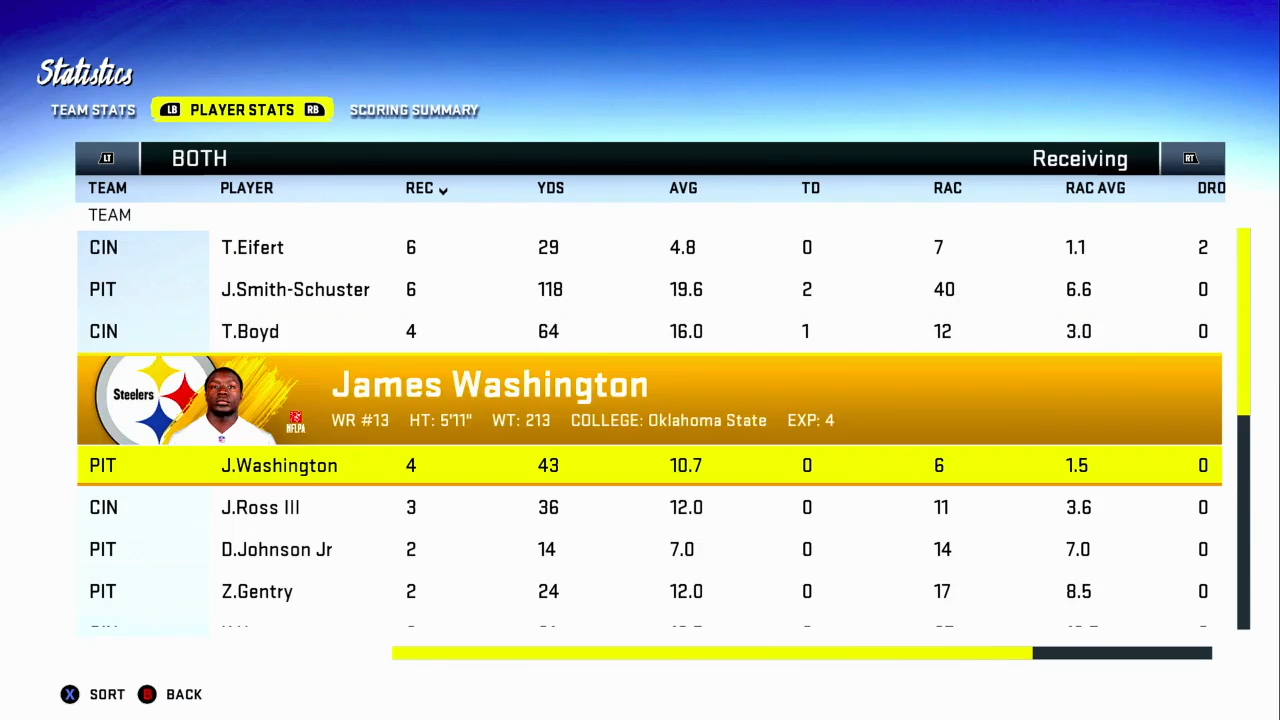 Statistics
TEAM STATS LB PLAYER STATS RB SCORING SUMMARY
LT BOTH Receiving RT
TEAM PLAYER REC YDS AVG TD RAC RAC AVG DRO
TEAM
CIN T.Eifert 6 29 4.8 0 7 1.1 2
PIT J.Smith-Schuster 6 118 19.6 2 40 6.6 0
CIN T.Boyd 4 64 16.0 1 12 3.0 0
Steelers
NFLPA
James Washington
WR #13 HT: 5'11" WT: 213 COLLEGE: Oklahoma State EXP: 4
PIT J.Washington 4 43 10.7 0 6 1.5 0
CIN J.Ross III 3 36 12.0 0 11 3.6 0
PIT D.Johnson Jr 2 14 7.0 0 14 7.0 0
PIT Z.Gentry 2 24 12.0 0 17 8.5 0
X SORT B BACK